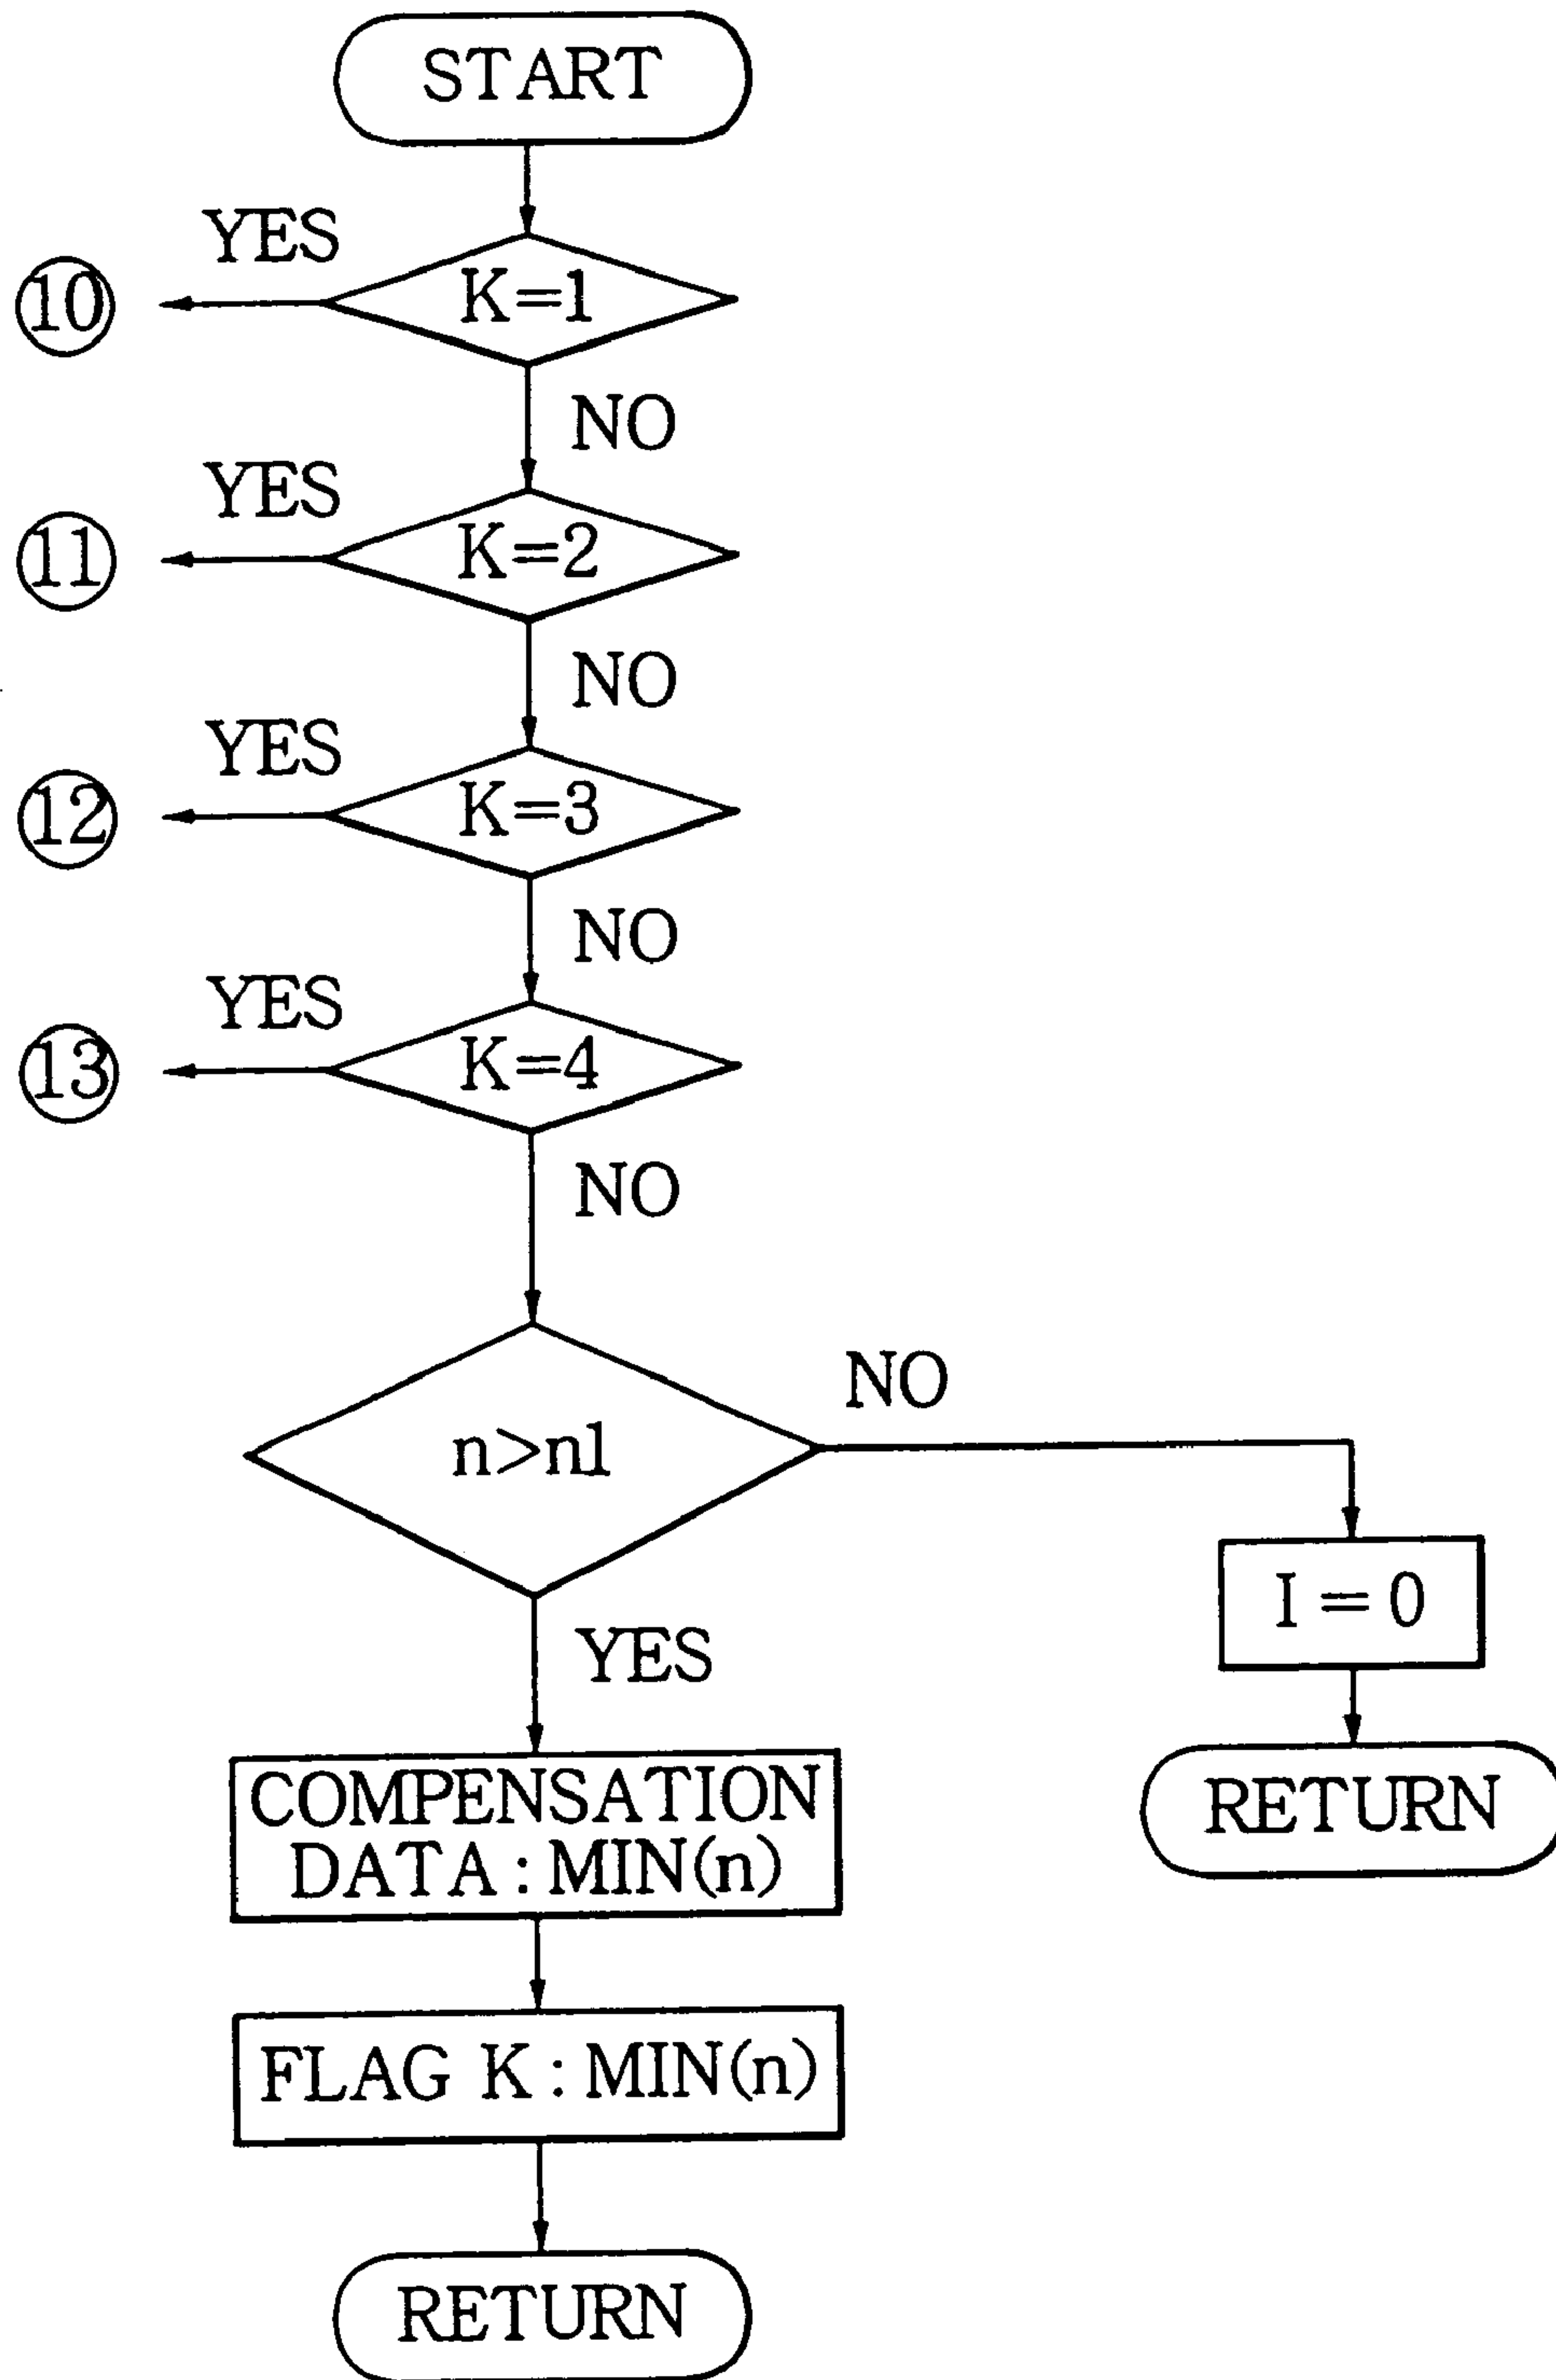 START
YES
10
K=1
NO
YES
11
K=2
NO
YES
12
K=3
NO
YES
13
K=4
NO
n>n1
NO
I=0
RETURN
YES
COMPENSATION
DATA:MIN(n)
FLAG K:MIN(n)
RETURN